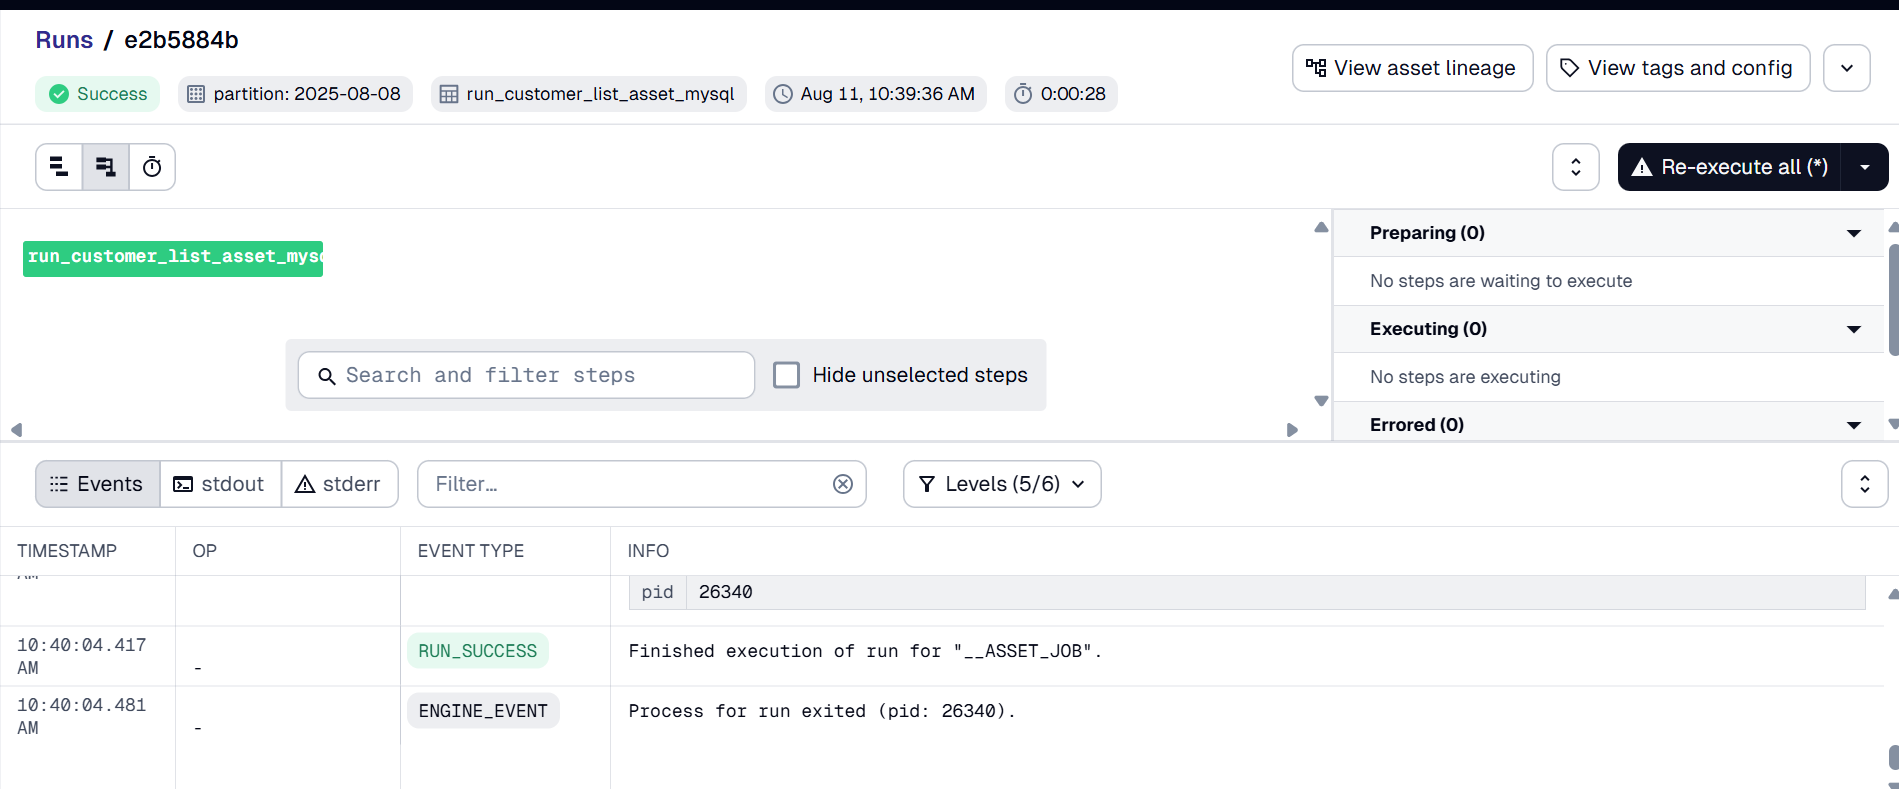 Runs / e2b5884b
Success partition: 2025-08-08 run_customer_list_asset_mysql Aug 11, 10:39:36 AM 0:00:28
View asset lineage View tags and config
Re-execute all (*)
run_customer_list_asset_mys
Search and filter steps Hide unselected steps
Preparing (0)
No steps are waiting to execute
Executing (0)
No steps are executing
Errored (0)
Events stdout stderr Filter... Levels (5/6)
TIMESTAMP OP EVENT TYPE INFO
AM
pid 26340
10:40:04.417 AM - RUN_SUCCESS Finished execution of run for "__ASSET_JOB".
10:40:04.481 AM - ENGINE_EVENT Process for run exited (pid: 26340).